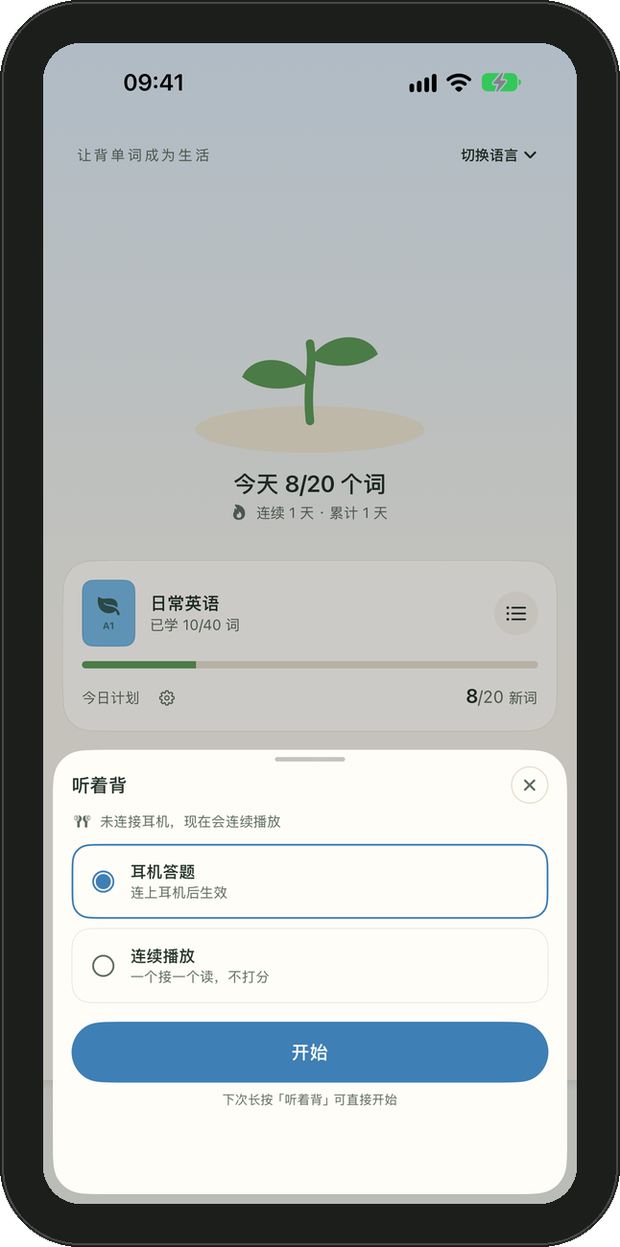 09:41
让背单词成为生活
切换语言
今天 8/20 个词
连续 1 天 · 累计 1 天
A1
日常英语
已学 10/40 词
今日计划
8/20 新词
听着背
未连接耳机，现在会连续播放
耳机答题
连上耳机后生效
连续播放
一个接一个读，不打分
开始
下次长按「听着背」可直接开始